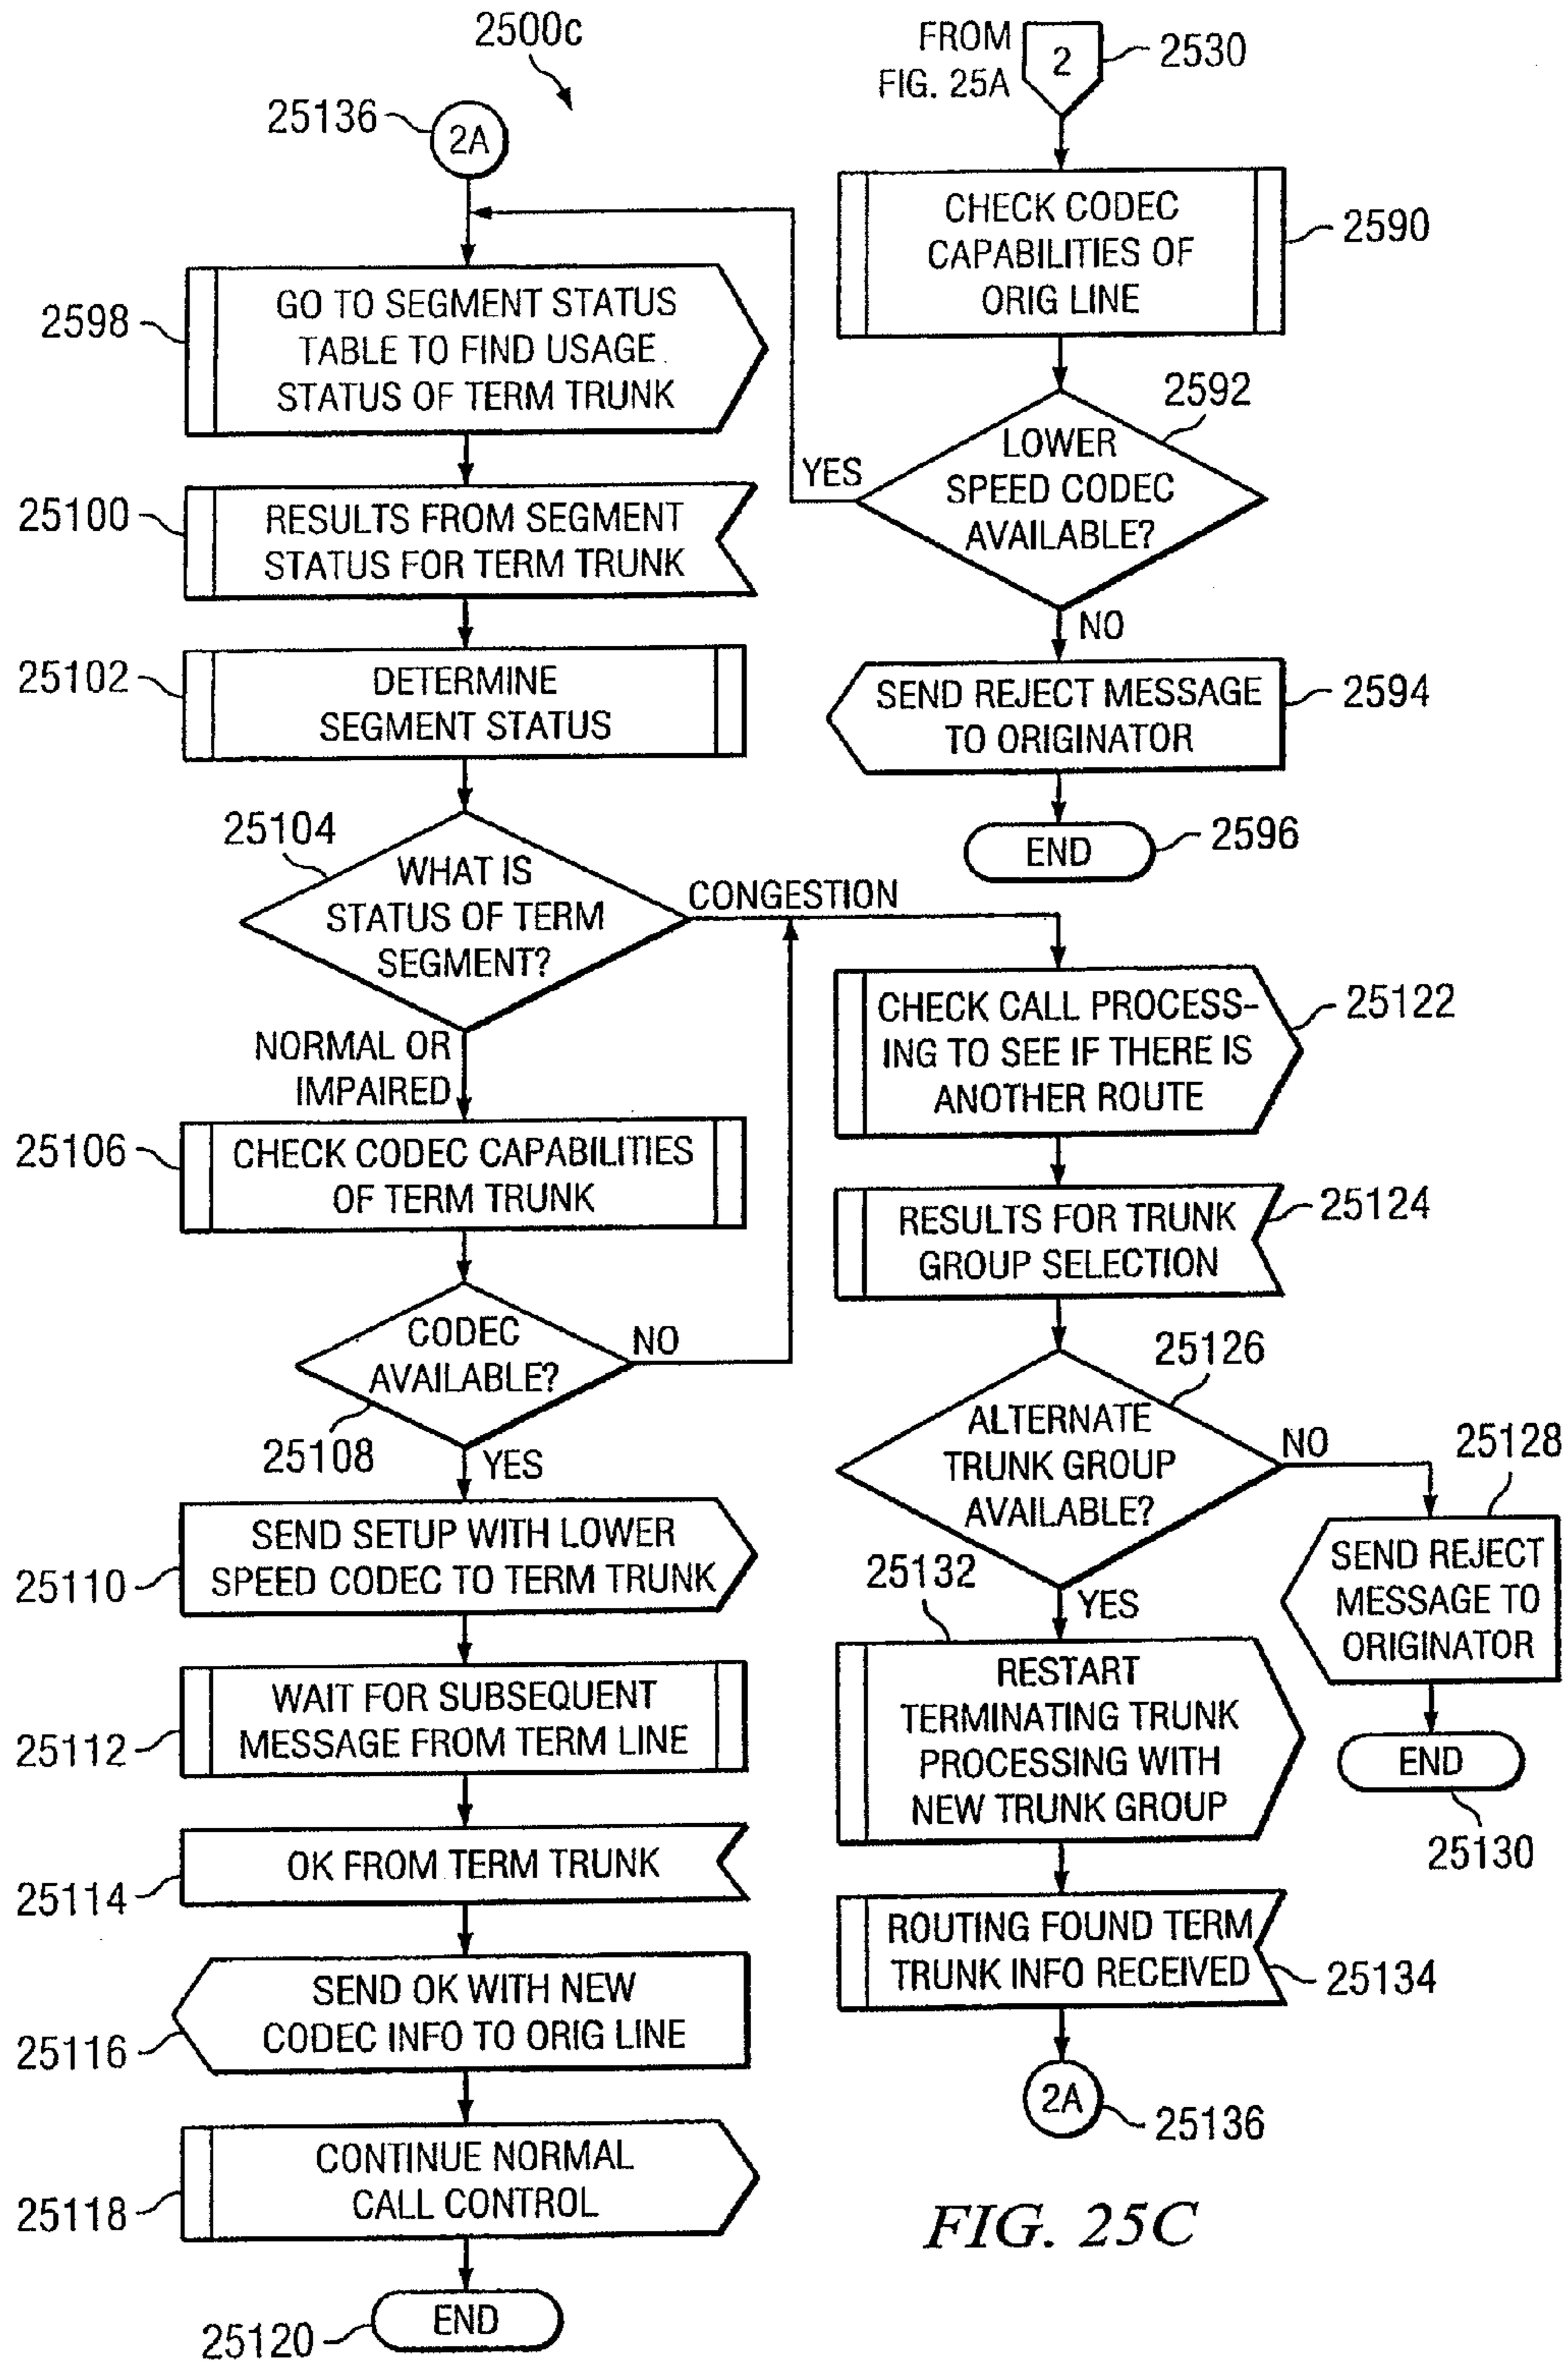 2500c
25136
2A
2598
GO TO SEGMENT STATUS
TABLE TO FIND USAGE
STATUS OF TERM TRUNK
25100
RESULTS FROM SEGMENT
STATUS FOR TERM TRUNK
25102
DETERMINE
SEGMENT STATUS
25104
WHAT IS
STATUS OF TERM
SEGMENT?
CONGESTION
NORMAL OR
IMPAIRED
25106
CHECK CODEC CAPABILITIES
OF TERM TRUNK
CODEC
AVAILABLE?
NO
25108
YES
25110
SEND SETUP WITH LOWER
SPEED CODEC TO TERM TRUNK
25112
WAIT FOR SUBSEQUENT
MESSAGE FROM TERM LINE
25114
OK FROM TERM TRUNK
25116
SEND OK WITH NEW
CODEC INFO TO ORIG LINE
25118
CONTINUE NORMAL
CALL CONTROL
25120
END
FROM
FIG. 25A
2
2530
CHECK CODEC
CAPABILITIES OF
ORIG LINE
2590
2592
LOWER
SPEED CODEC
AVAILABLE?
YES
NO
SEND REJECT MESSAGE
TO ORIGINATOR
2594
END
2596
CHECK CALL PROCESS-
ING TO SEE IF THERE IS
ANOTHER ROUTE
25122
RESULTS FOR TRUNK
GROUP SELECTION
25124
25126
ALTERNATE
TRUNK GROUP
AVAILABLE?
NO
25128
SEND REJECT
MESSAGE TO
ORIGINATOR
END
25130
YES
25132
RESTART
TERMINATING TRUNK
PROCESSING WITH
NEW TRUNK GROUP
ROUTING FOUND TERM
TRUNK INFO RECEIVED
25134
2A
25136
FIG. 25C